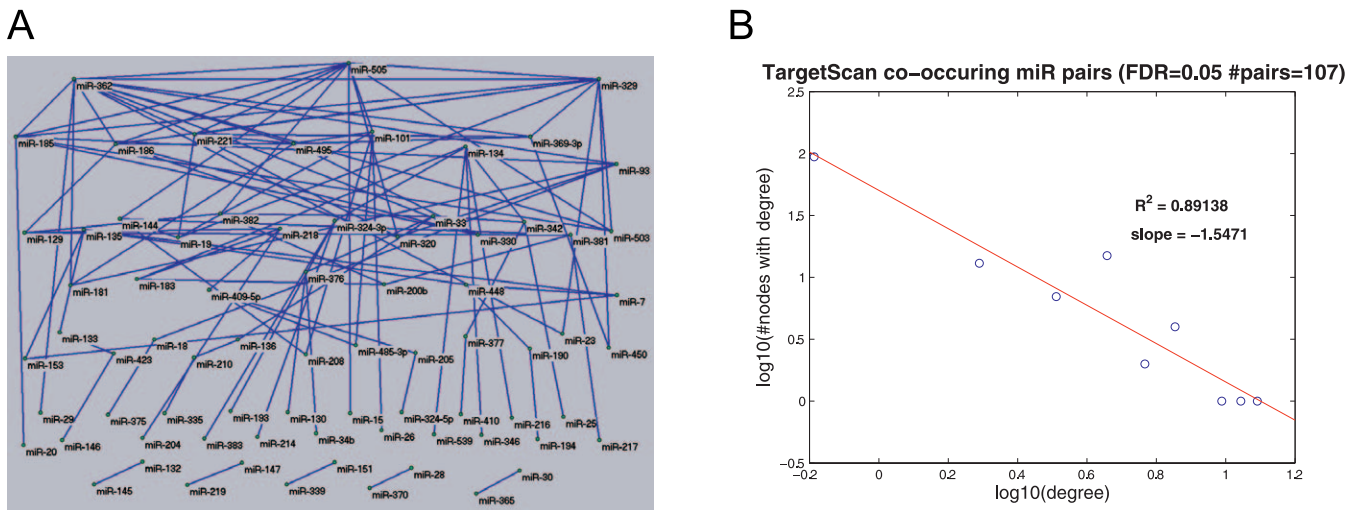 A
miR-505
miR-362
miR-329
miR-185
miR-186
miR-221
miR-495
miR-101
miR-134
miR-369-3p
miR-93
miR-129
miR-135
miR-144
miR-19
miR-382
miR-218
miR-324-3p
miR-320
miR-33
miR-330
miR-342
miR-381
miR-503
miR-181
miR-183
miR-409-5p
miR-376
miR-200b
miR-448
miR-7
miR-133
miR-153
miR-423
miR-18
miR-210
miR-136
miR-208
miR-485-3p
miR-205
miR-377
miR-190
miR-23
miR-450
miR-29
miR-375
miR-335
miR-193
miR-130
miR-15
miR-324-5p
miR-410
miR-216
miR-25
miR-20
miR-146
miR-204
miR-383
miR-214
miR-34b
miR-26
miR-539
miR-346
miR-194
miR-217
miR-132
miR-147
miR-151
miR-28
miR-30
miR-145
miR-219
miR-339
miR-370
miR-365
B
TargetScan co-occuring miR pairs (FDR=0.05 #pairs=107)
log10(#nodes with degree)
2.5
2
1.5
1
0.5
0
−0.5
R² = 0.89138
slope = −1.5471
−0.2 0 0.2 0.4 0.6 0.8 1 1.2
log10(degree)